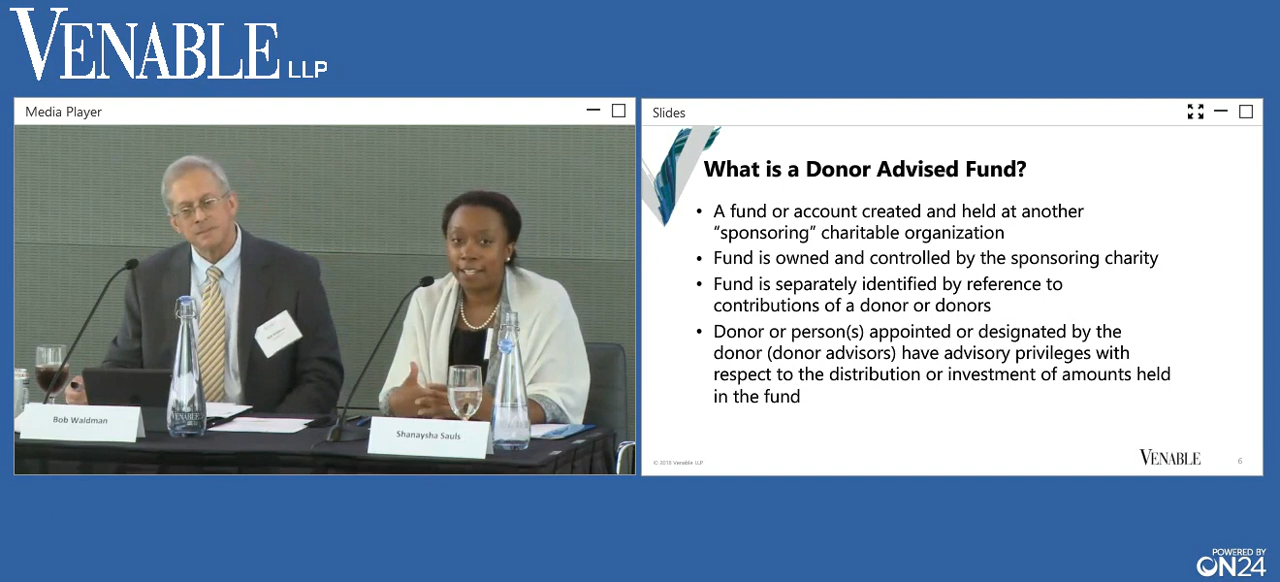 VENABLE LLP
Media Player
Slides
Bob Waldman
Shanaysha Sauls
VENABLE
What is a Donor Advised Fund?
• A fund or account created and held at another
“sponsoring” charitable organization
• Fund is owned and controlled by the sponsoring charity
• Fund is separately identified by reference to
contributions of a donor or donors
• Donor or person(s) appointed or designated by the
donor (donor advisors) have advisory privileges with
respect to the distribution or investment of amounts held
in the fund
© 2018 Venable LLP
VENABLE
6
POWERED BY
ON24